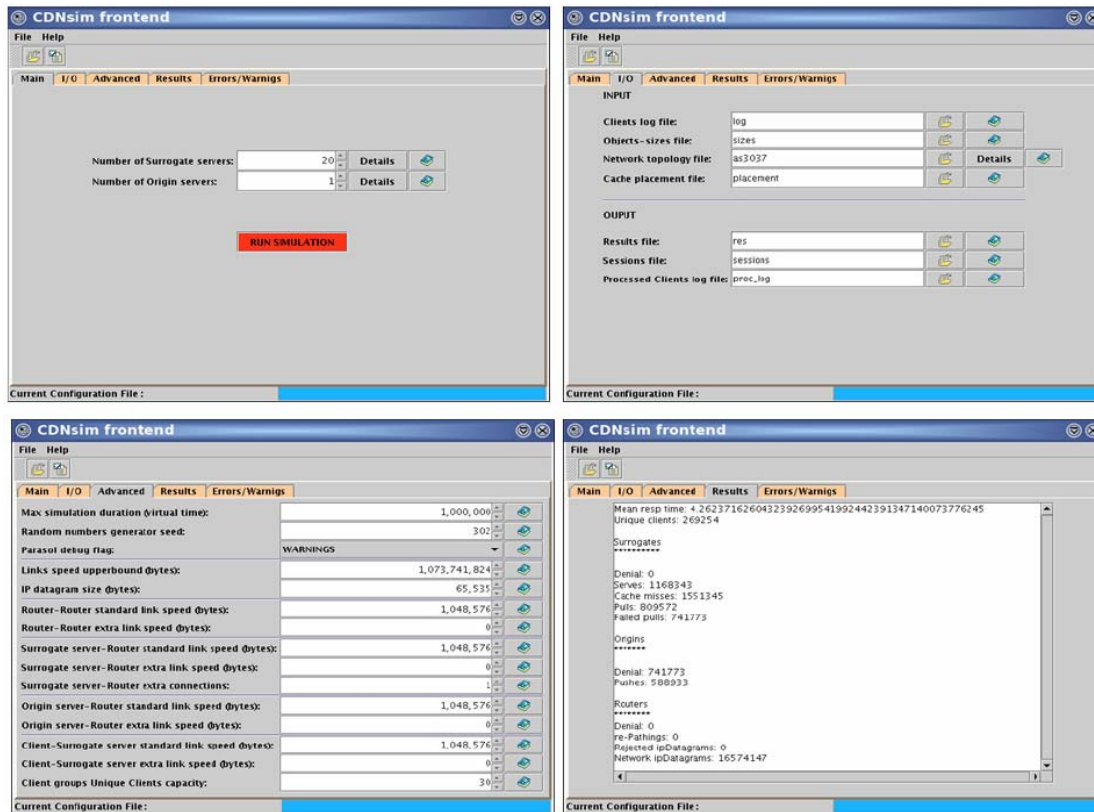 CDNsim frontend
File Help
Main I/O Advanced Results Errors/Warnigs
Number of Surrogate servers: 20 Details
Number of Origin servers: 1 Details
RUN SIMULATION
Current Configuration File:
CDNsim frontend
File Help
Main I/O Advanced Results Errors/Warnigs
INPUT
Clients log file: log
Objects-sizes file: sizes
Network topology file: as3037 Details
Cache placement file: placement
OUPUT
Results file: res
Sessions file: sessions
Processed Clients log file: proc_log
Current Configuration File:
CDNsim frontend
File Help
Main I/O Advanced Results Errors/Warnigs
Max simulation duration (virtual time): 1,000,000
Random numbers generator seed: 302
Parasol debug flag: WARNINGS
Links speed upperbound (bytes): 1,073,741,824
IP datagram size (bytes): 65,535
Router-Router standard link speed (bytes): 1,048,576
Router-Router extra link speed (bytes): 0
Surrogate server-Router standard link speed (bytes): 1,048,576
Surrogate server-Router extra link speed (bytes): 0
Surrogate server-Router extra connections: 1
Origin server-Router standard link speed (bytes): 1,048,576
Origin server-Router extra link speed (bytes): 0
Client-Surrogate server standard link speed (bytes): 1,048,576
Client-Surrogate server extra link speed (bytes): 0
Client groups Unique Clients capacity: 30
Current Configuration File:
CDNsim frontend
File Help
Main I/O Advanced Results Errors/Warnigs
Mean resp time: 4.2623716260432392699541992442391347140073776245
Unique clients: 269254
Surrogates
**********
Denial: 0
Serves: 1168343
Cache misses: 1551345
Pulls: 809572
Failed pulls: 741773
Origins
*******
Denial: 741773
Pushes: 588933
Routers
********
Denial: 0
re-Pathings: 0
Rejected ipDatagrams: 0
Network ipDatagrams: 16574147
Current Configuration File: